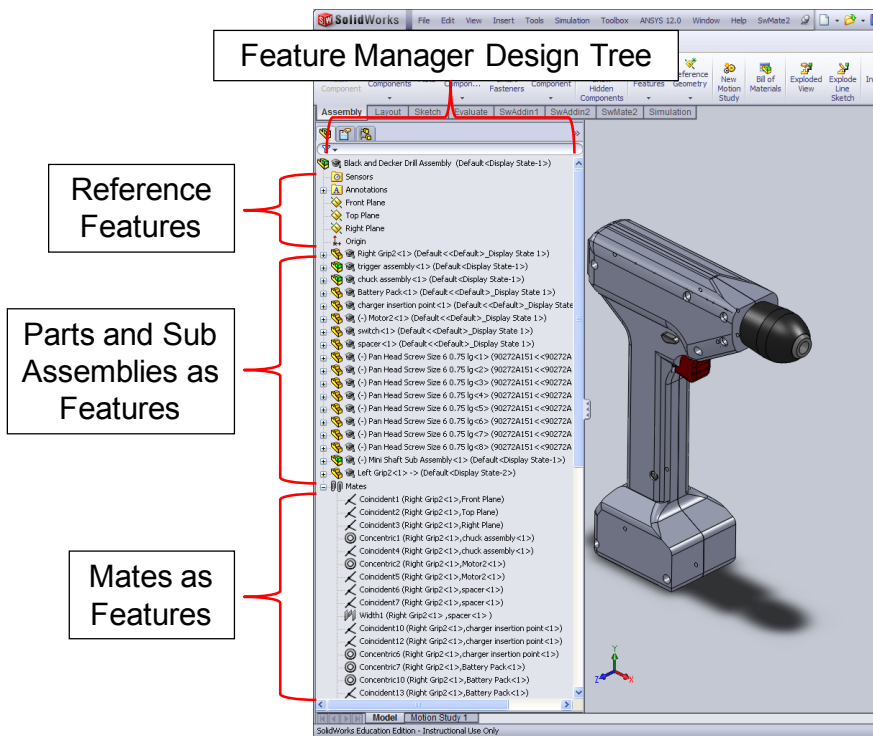 SolidWorks File Edit View Insert Tools Simulation Toolbox ANSYS 12.0 Window Help SwMate2
Feature Manager Design Tree
Component Components Compon... Fasteners Component Hidden Components Features Geometry New Motion Study Bill of Materials Exploded View Explode Line Sketch
Assembly Layout Sketch Evaluate SwAddin1 SwAddin2 SwMate2 Simulation
Black and Decker Drill Assembly (Default<Display State-1>)
Reference
Features
Sensors
Annotations
Front Plane
Top Plane
Right Plane
Origin
Parts and Sub
Assemblies as
Features
Right Grip2<1> (Default<<Default>_Display State 1>)
trigger assembly<1> (Default<Display State-1>)
chuck assembly<1> (Default<Display State-1>)
Battery Pack<1> (Default<<Default>_Display State 1>)
charger insertion point<1> (Default<<Default>_Display State
(-) Motor2<1> (Default<<Default>_Display State 1>)
switch<1> (Default<<Default>_Display State 1>)
spacer<1> (Default<<Default>_Display State 1>)
(-) Pan Head Screw Size 6 0.75 lg<1> (90272A151<<90272A
(-) Pan Head Screw Size 6 0.75 lg<2> (90272A151<<90272A
(-) Pan Head Screw Size 6 0.75 lg<3> (90272A151<<90272A
(-) Pan Head Screw Size 6 0.75 lg<4> (90272A151<<90272A
(-) Pan Head Screw Size 6 0.75 lg<5> (90272A151<<90272A
(-) Pan Head Screw Size 6 0.75 lg<6> (90272A151<<90272A
(-) Pan Head Screw Size 6 0.75 lg<7> (90272A151<<90272A
(-) Pan Head Screw Size 6 0.75 lg<8> (90272A151<<90272A
(-) Mini Shaft Sub Assembly<1> (Default<Display State-1>)
Left Grip2<1> -> (Default<Display State-2>)
Mates as
Features
Mates
Coincident1 (Right Grip2<1>,Front Plane)
Coincident2 (Right Grip2<1>,Top Plane)
Coincident3 (Right Grip2<1>,Right Plane)
Concentric1 (Right Grip2<1>,chuck assembly<1>)
Coincident4 (Right Grip2<1>,chuck assembly<1>)
Concentric2 (Right Grip2<1>,Motor2<1>)
Coincident5 (Right Grip2<1>,Motor2<1>)
Coincident6 (Right Grip2<1>,spacer<1>)
Coincident7 (Right Grip2<1>,spacer<1>)
Width1 (Right Grip2<1> ,spacer<1> )
Coincident10 (Right Grip2<1>,charger insertion point<1>)
Coincident12 (Right Grip2<1>,charger insertion point<1>)
Concentric6 (Right Grip2<1>,charger insertion point<1>)
Concentric7 (Right Grip2<1>,Battery Pack<1>)
Concentric10 (Right Grip2<1>,Battery Pack<1>)
Coincident13 (Right Grip2<1>,Battery Pack<1>)
Y
Z X
Model Motion Study 1
SolidWorks Education Edition - Instructional Use Only